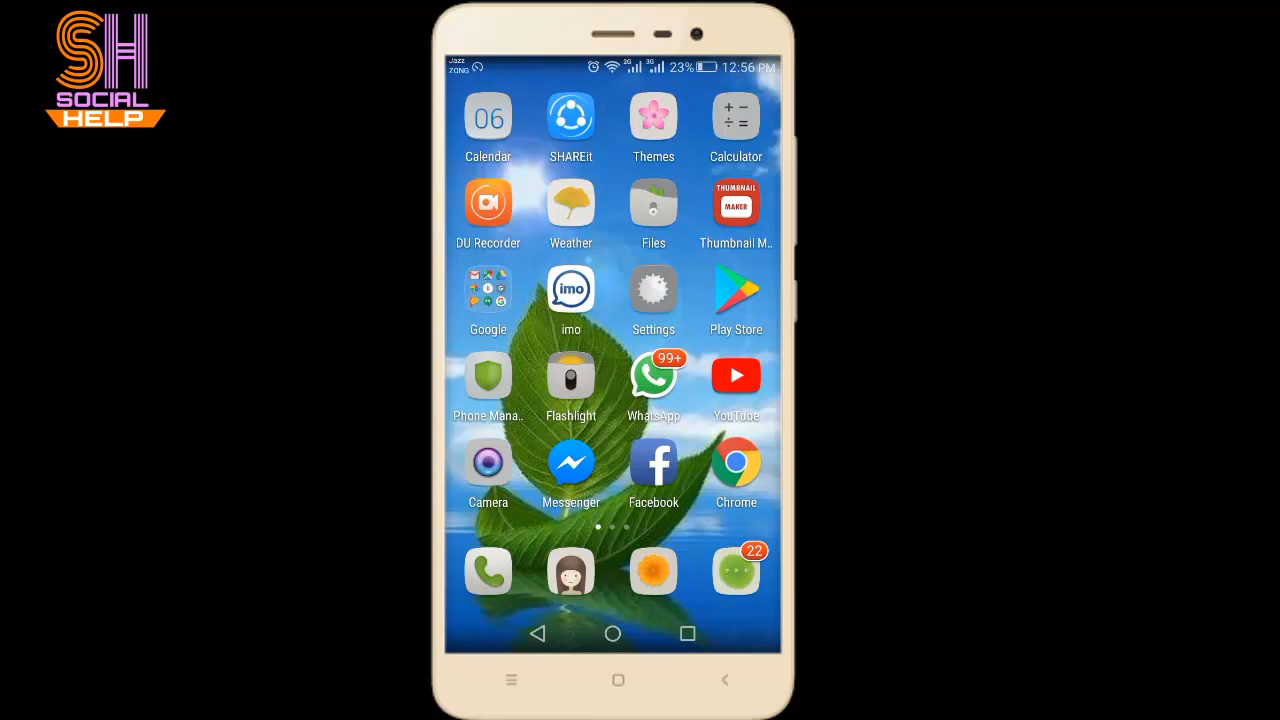 SH
SOCIAL
HELP
Jazz
ZONG
2G 3G 23% 12:56 PM
06
Calendar SHAREit Themes Calculator
THUMBNAIL
MAKER
DU Recorder Weather Files Thumbnail M..
imo
Google imo Settings Play Store
99+
Phone Mana.. Flashlight WhatsApp YouTube
Camera Messenger Facebook Chrome
22